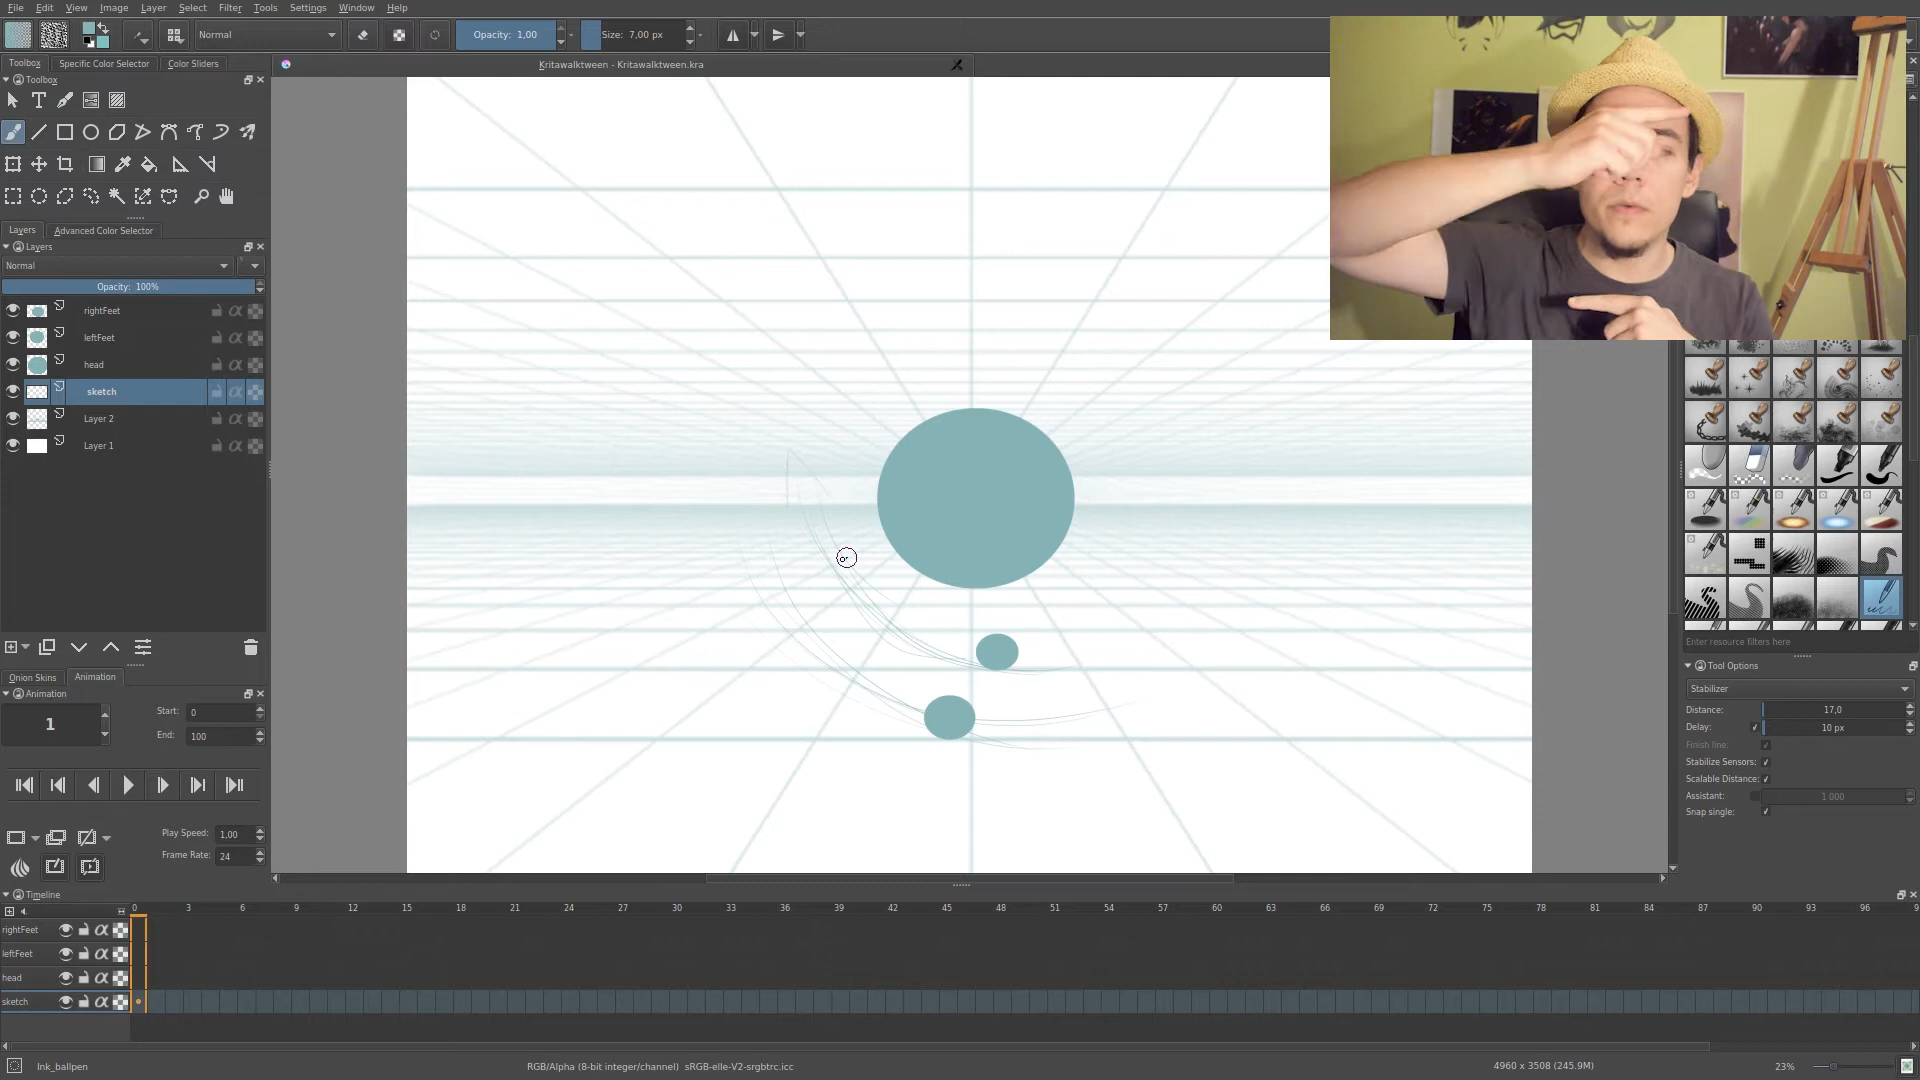 File Edit View Image Layer Select Filter Tools Settings Window Help
Normal
Opacity: 1,00
Size: 7,00 px
Toolbox
Specific Color Selector
Color Sliders
Kritawalktween - Kritawalktween.kra
Toolbox
Layers
Advanced Color Selector
Layers
Normal
Opacity: 100%
rightFeet
leftFeet
head
sketch
Layer 2
Layer 1
Onion Skins
Animation
Animation
1
Start: 0
End: 100
Play Speed: 1,00
Frame Rate: 24
Enter resource filters here
Tool Options
Stabilizer
Distance: 17,0
Delay: 10 px
Finish line:
Stabilize Sensors:
Scalable Distance:
Assistant: 1 000
Snap single:
Timeline
0 3 6 9 12 15 18 21 24 27 30 33 36 39 42 45 48 51 54 57 60 63 66 69 72 75 78 81 84 87 90 93 96 9
rightFeet
leftFeet
head
sketch
Ink_ballpen
RGB/Alpha (8-bit integer/channel) sRGB-elle-V2-srgbtrc.icc
4960 x 3508 (245.9M)
23%